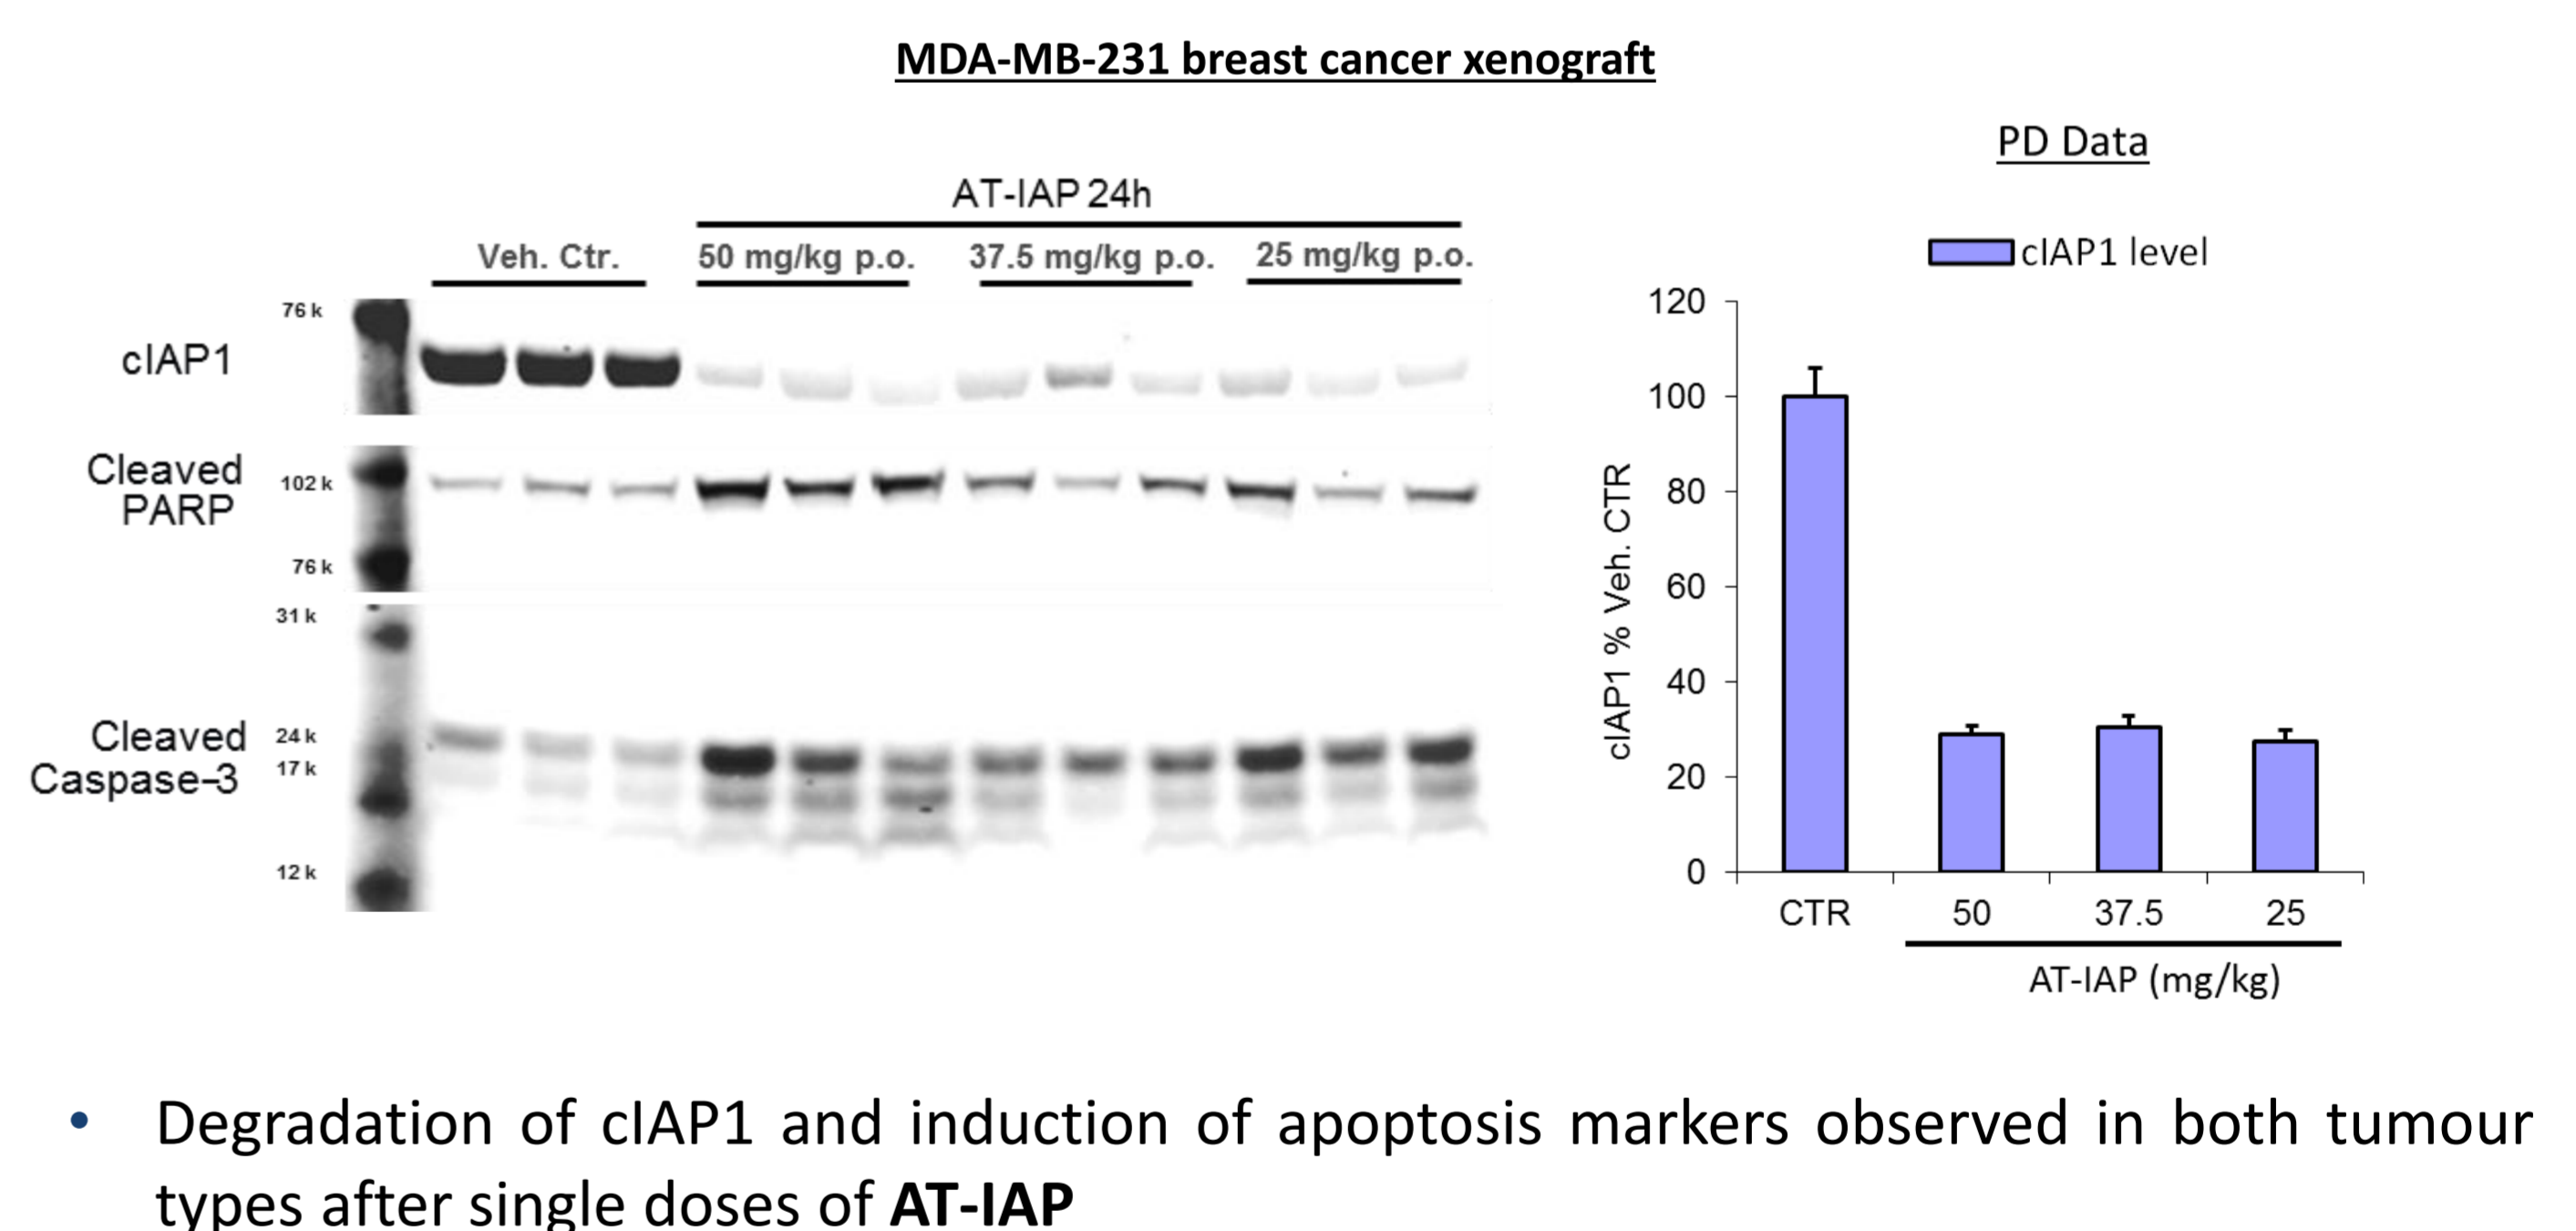 MDA-MB-231 breast cancer xenograft
AT-IAP 24h
Veh. Ctr.
50 mg/kg p.o.
37.5 mg/kg p.o.
25 mg/kg p.o.
76 k
cIAP1
Cleaved
PARP
102 k
76 k
31 k
Cleaved
Caspase-3
24 k
17 k
12 k
PD Data
cIAP1 level
cIAP1 % Veh. CTR
120
100
80
60
40
20
0
CTR
50
37.5
25
AT-IAP (mg/kg)
• Degradation of cIAP1 and induction of apoptosis markers observed in both tumour
types after single doses of AT-IAP